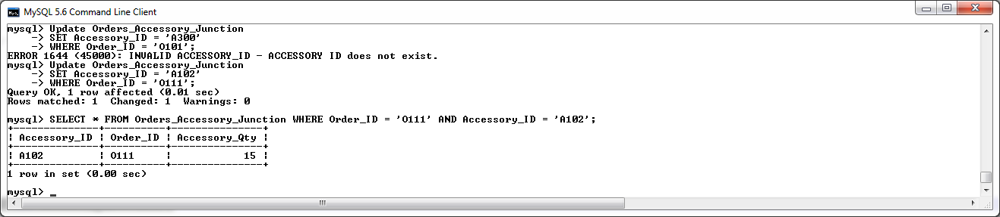 MySQL 5.6 Command Line Client
mysql> Update Orders_Accessory_Junction
    -> SET Accessory_ID = 'A300'
    -> WHERE Order_ID = 'O101';
ERROR 1644 (45000): INVALID ACCESSORY_ID - ACCESSORY ID does not exist.
mysql> Update Orders_Accessory_Junction
    -> SET Accessory_ID = 'A102'
    -> WHERE Order_ID = 'O111';
Query OK, 1 row affected (0.01 sec)
Rows matched: 1  Changed: 1  Warnings: 0
mysql> SELECT * FROM Orders_Accessory_Junction WHERE Order_ID = 'O111' AND Accessory_ID = 'A102';
+--------------+----------+---------------+
| Accessory_ID | Order_ID | Accessory_Qty |
+--------------+----------+---------------+
| A102         | O111     |            15 |
+--------------+----------+---------------+
1 row in set (0.00 sec)
mysql> _